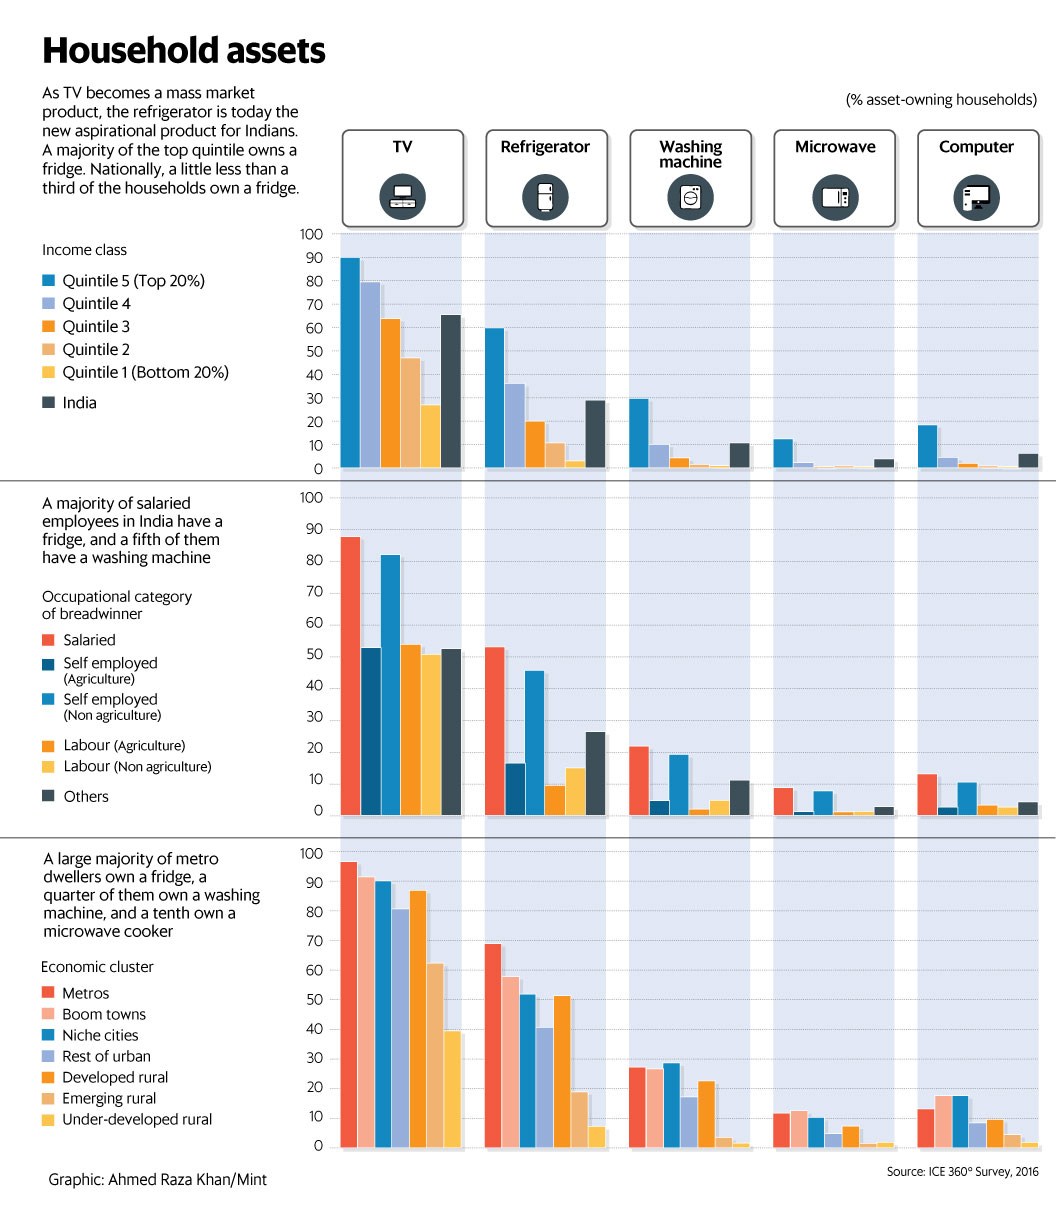 Household assets
As TV becomes a mass market
product, the refrigerator is today the
new aspirational product for Indians.
A majority of the top quintile owns a
fridge. Nationally, a little less than a
third of the households own a fridge.
(% asset-owning households)
TV
Refrigerator
Washing
machine
Microwave
Computer
Income class
Quintile 5 (Top 20%)
Quintile 4
Quintile 3
Quintile 2
Quintile 1 (Bottom 20%)
India
100
90
80
70
60
50
40
30
20
10
0
A majority of salaried
employees in India have a
fridge, and a fifth of them
have a washing machine
Occupational category
of breadwinner
Salaried
Self employed
(Agriculture)
Self employed
(Non agriculture)
Labour (Agriculture)
Labour (Non agriculture)
Others
100
90
80
70
60
50
40
30
20
10
0
A large majority of metro
dwellers own a fridge, a
quarter of them own a washing
machine, and a tenth own a
microwave cooker
Economic cluster
Metros
Boom towns
Niche cities
Rest of urban
Developed rural
Emerging rural
Under-developed rural
100
90
80
70
60
50
40
30
20
10
0
Graphic: Ahmed Raza Khan/Mint
Source: ICE 360° Survey, 2016